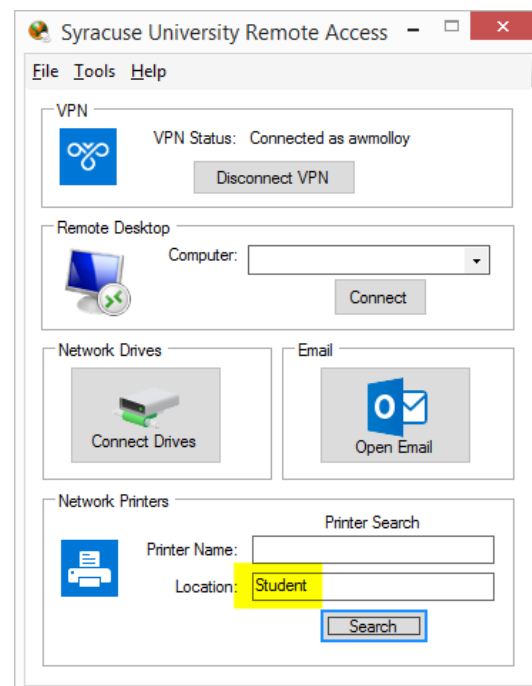 Syracuse University Remote Access
File Tools Help
VPN
VPN Status: Connected as awmolloy
Disconnect VPN
Remote Desktop
Computer:
Connect
Network Drives
Connect Drives
Email
Open Email
Network Printers
Printer Search
Printer Name:
Location: Student
Search